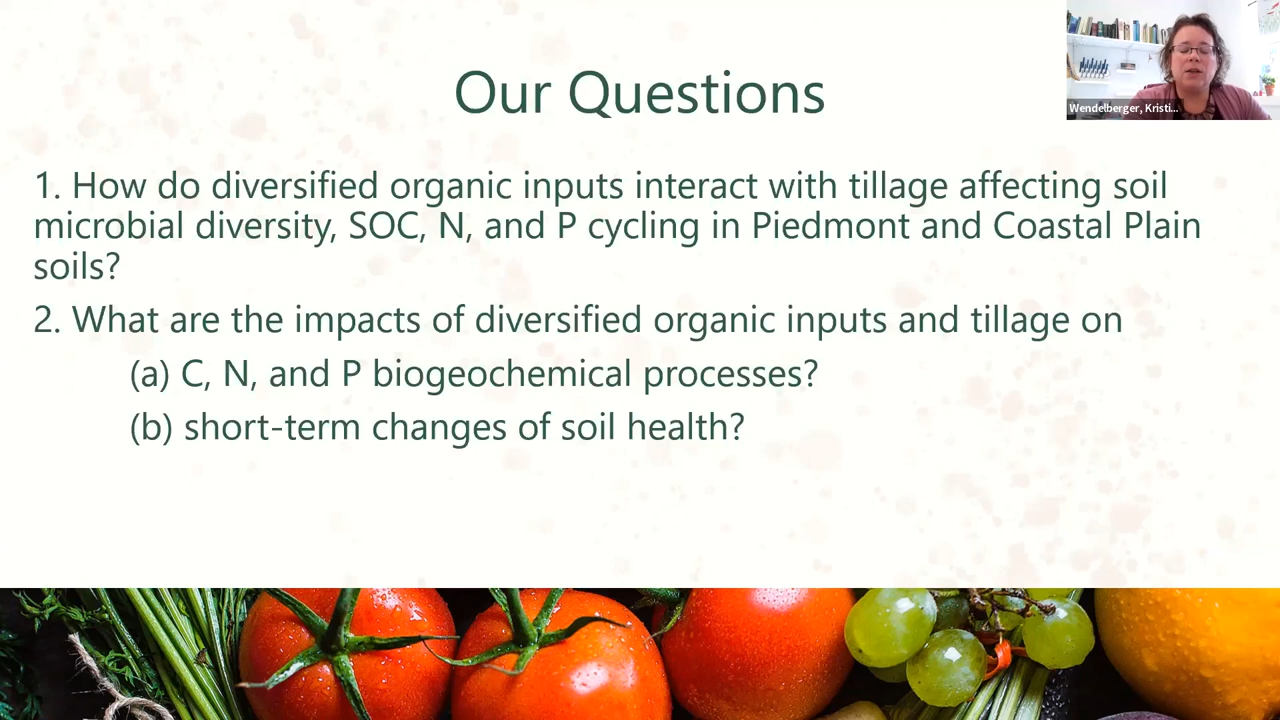 Our Questions
Wendelberger, Kristi...
1. How do diversified organic inputs interact with tillage affecting soil
microbial diversity, SOC, N, and P cycling in Piedmont and Coastal Plain
soils?
2. What are the impacts of diversified organic inputs and tillage on
(a) C, N, and P biogeochemical processes?
(b) short-term changes of soil health?